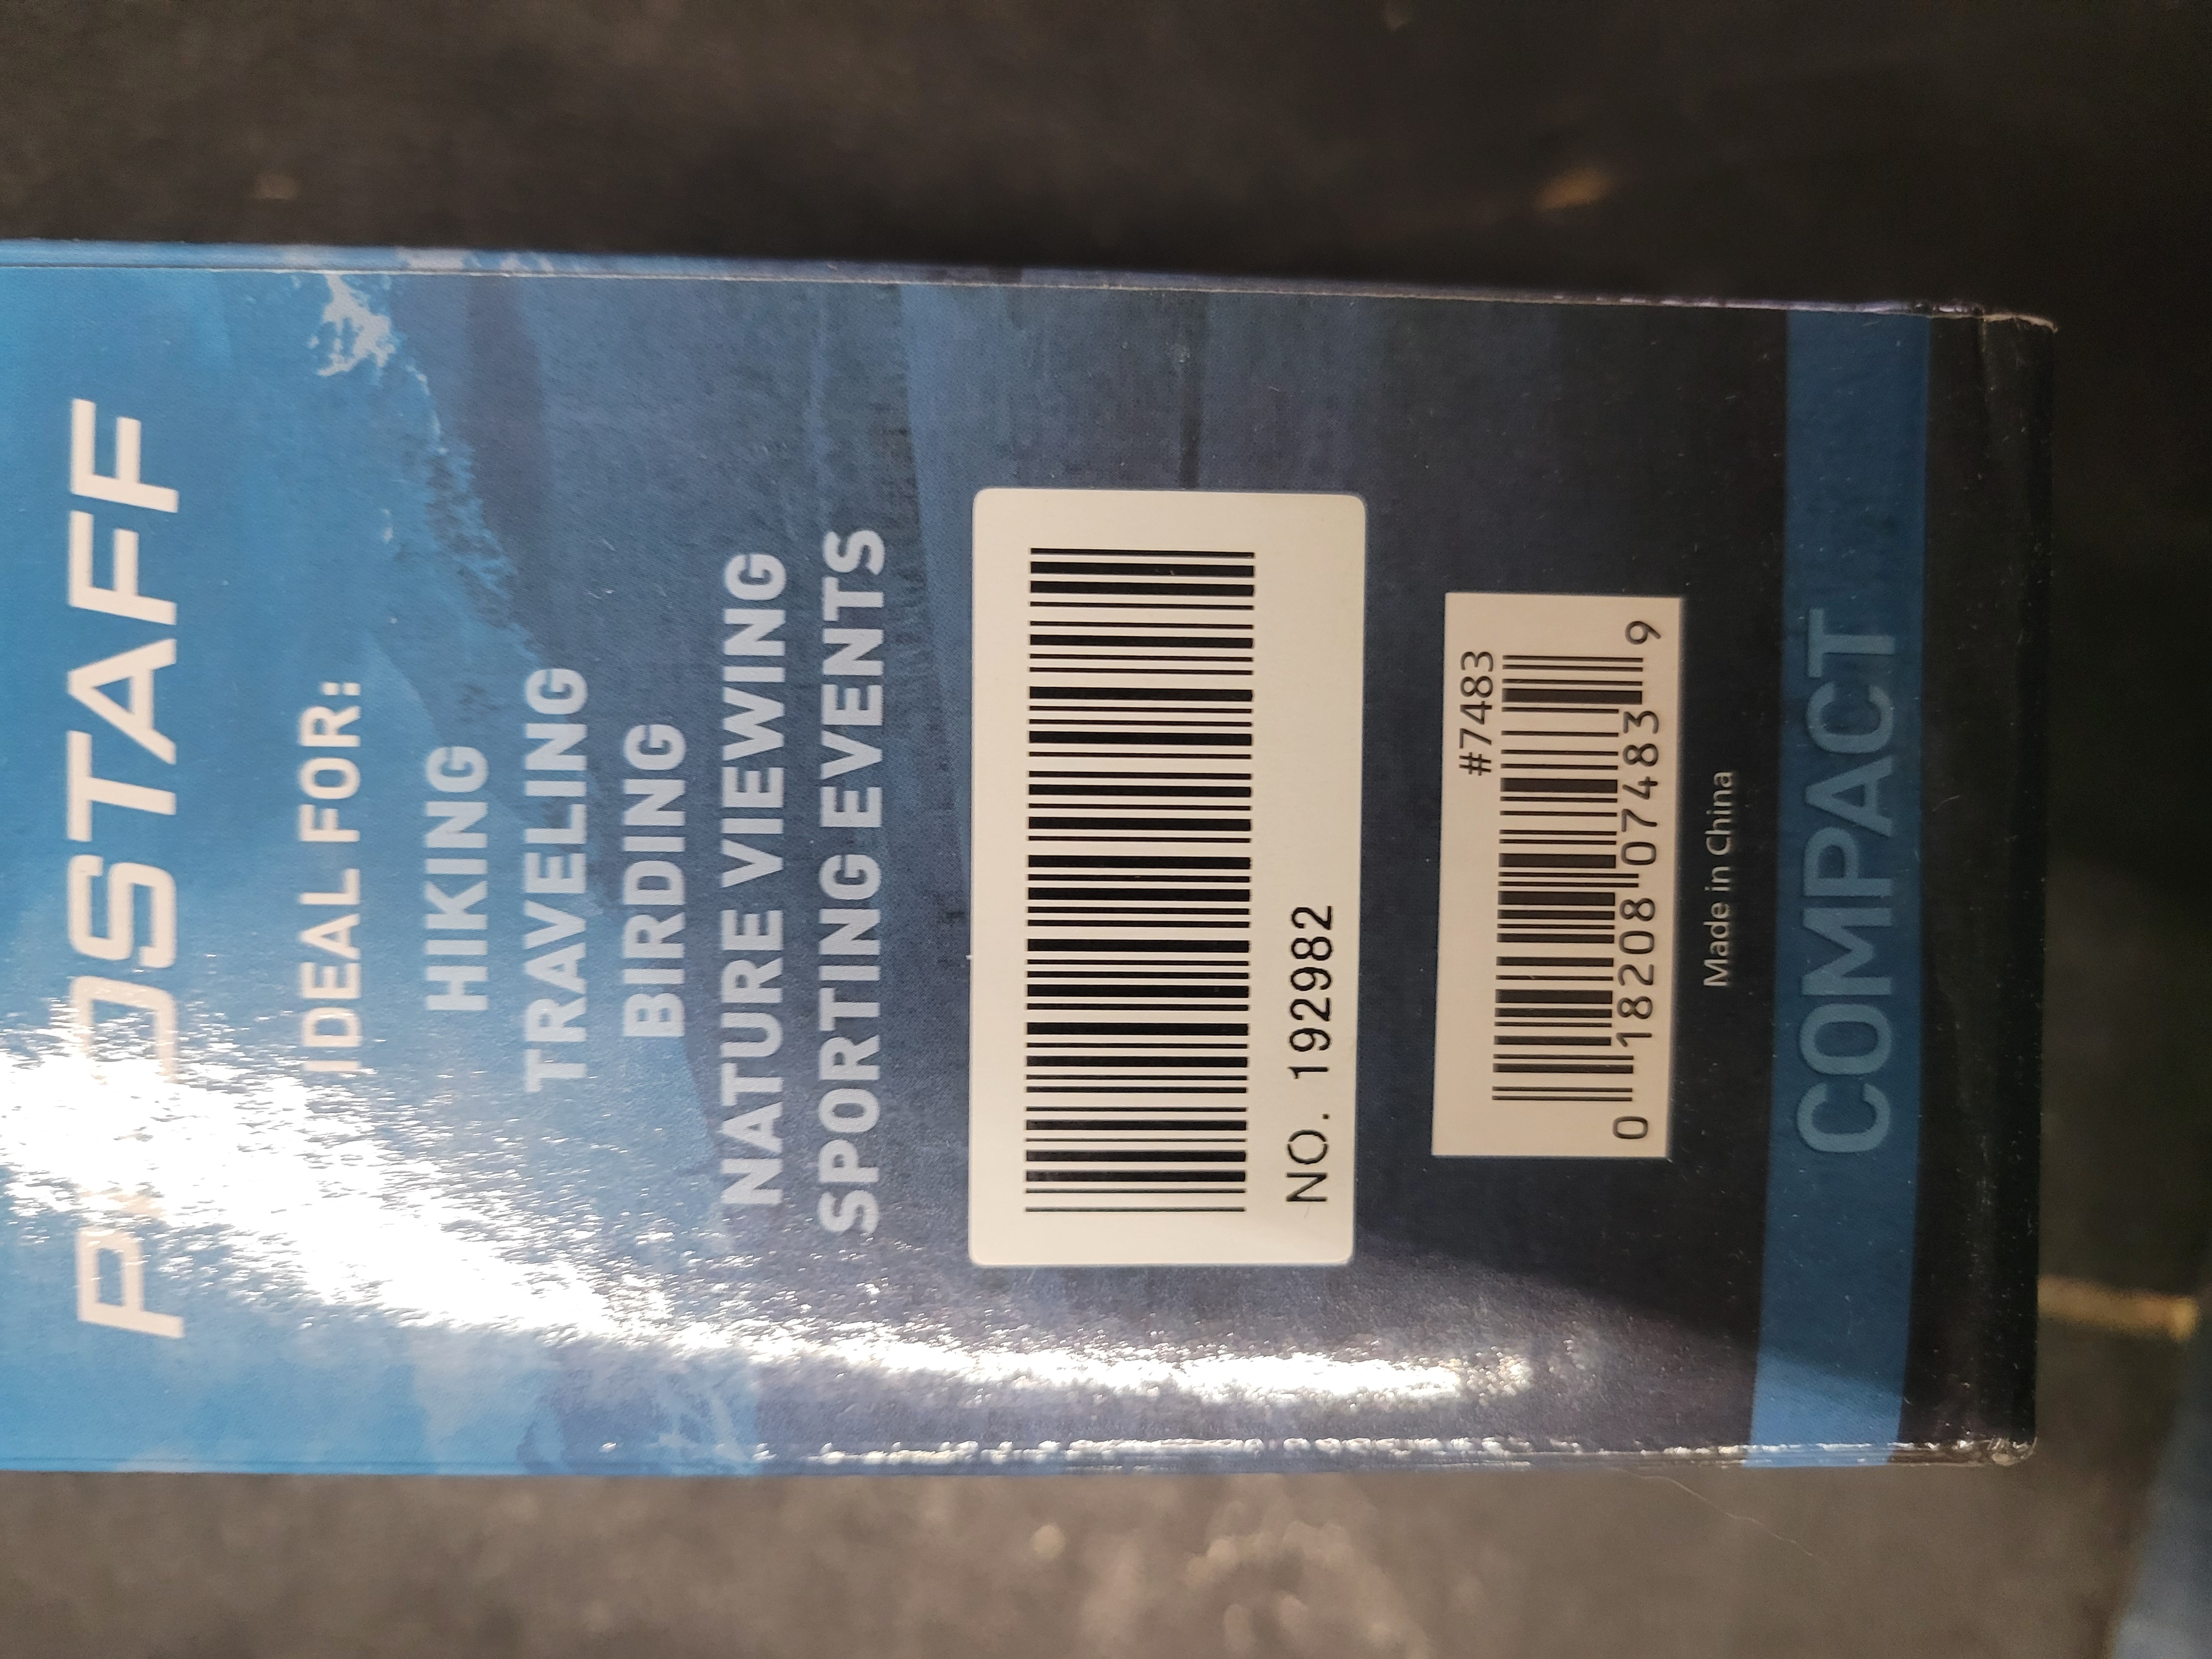 PROSTAFF
IDEAL FOR:
HIKING
TRAVELING
BIRDING
NATURE VIEWING
SPORTING EVENTS
NO. 192982
#7483
0 18208 07483 9
Made in China
COMPACT